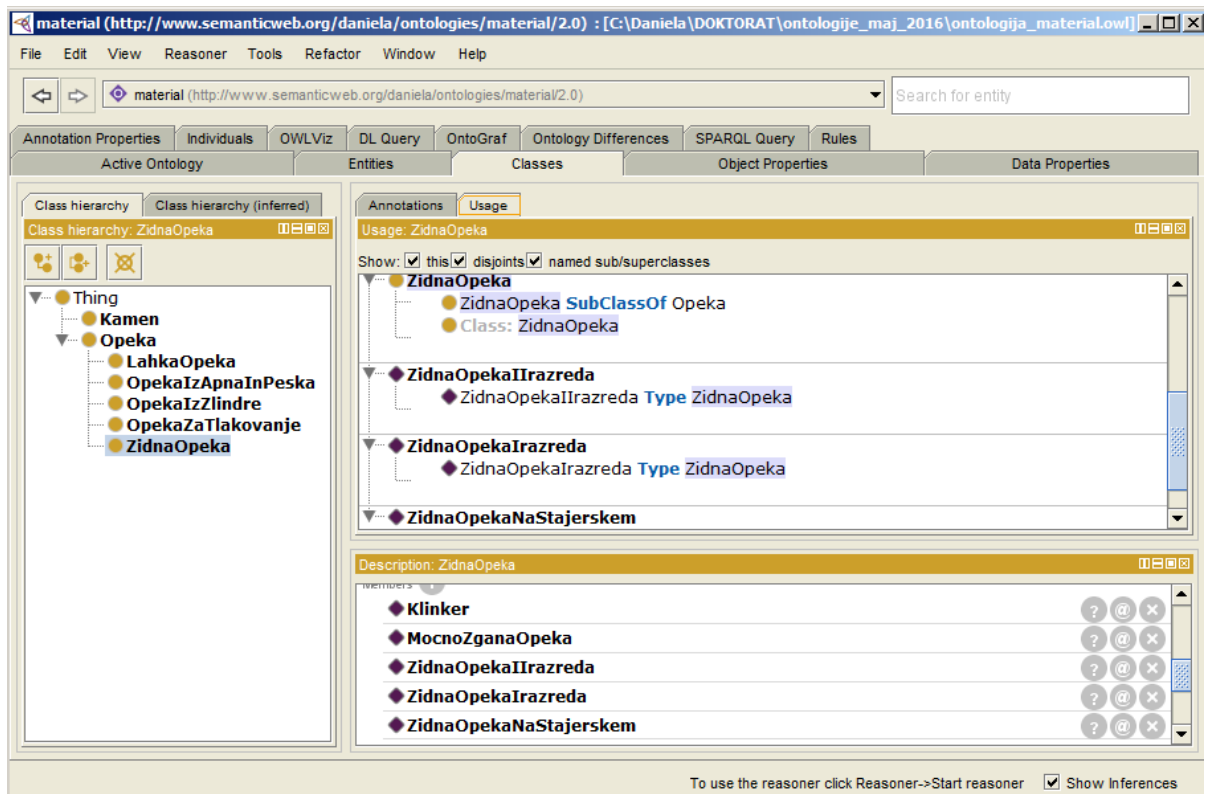 material (http://www.semanticweb.org/daniela/ontologies/material/2.0) : [C:\Daniela\DOKTORAT\ontologije_maj_2016\ontologija_material.owl]
File Edit View Reasoner Tools Refactor Window Help
material (http://www.semanticweb.org/daniela/ontologies/material/2.0) Search for entity
Annotation Properties Individuals OWLViz DL Query OntoGraf Ontology Differences SPARQL Query Rules
Active Ontology Entities Classes Object Properties Data Properties
Class hierarchy Class hierarchy (inferred)
Class hierarchy: ZidnaOpeka
Thing
Kamen
Opeka
LahkaOpeka
OpekaIzApnaInPeska
OpekaIzZlindre
OpekaZaTlakovanje
ZidnaOpeka
Annotations Usage
Usage: ZidnaOpeka
Show: this disjoints named sub/superclasses
ZidnaOpeka
ZidnaOpeka SubClassOf Opeka
Class: ZidnaOpeka
ZidnaOpekaIIrazreda
ZidnaOpekaIIrazreda Type ZidnaOpeka
ZidnaOpekaIrazreda
ZidnaOpekaIrazreda Type ZidnaOpeka
ZidnaOpekaNaStajerskem
Description: ZidnaOpeka
Members
Klinker
MocnoZganaOpeka
ZidnaOpekaIIrazreda
ZidnaOpekaIrazreda
ZidnaOpekaNaStajerskem
To use the reasoner click Reasoner->Start reasoner Show Inferences